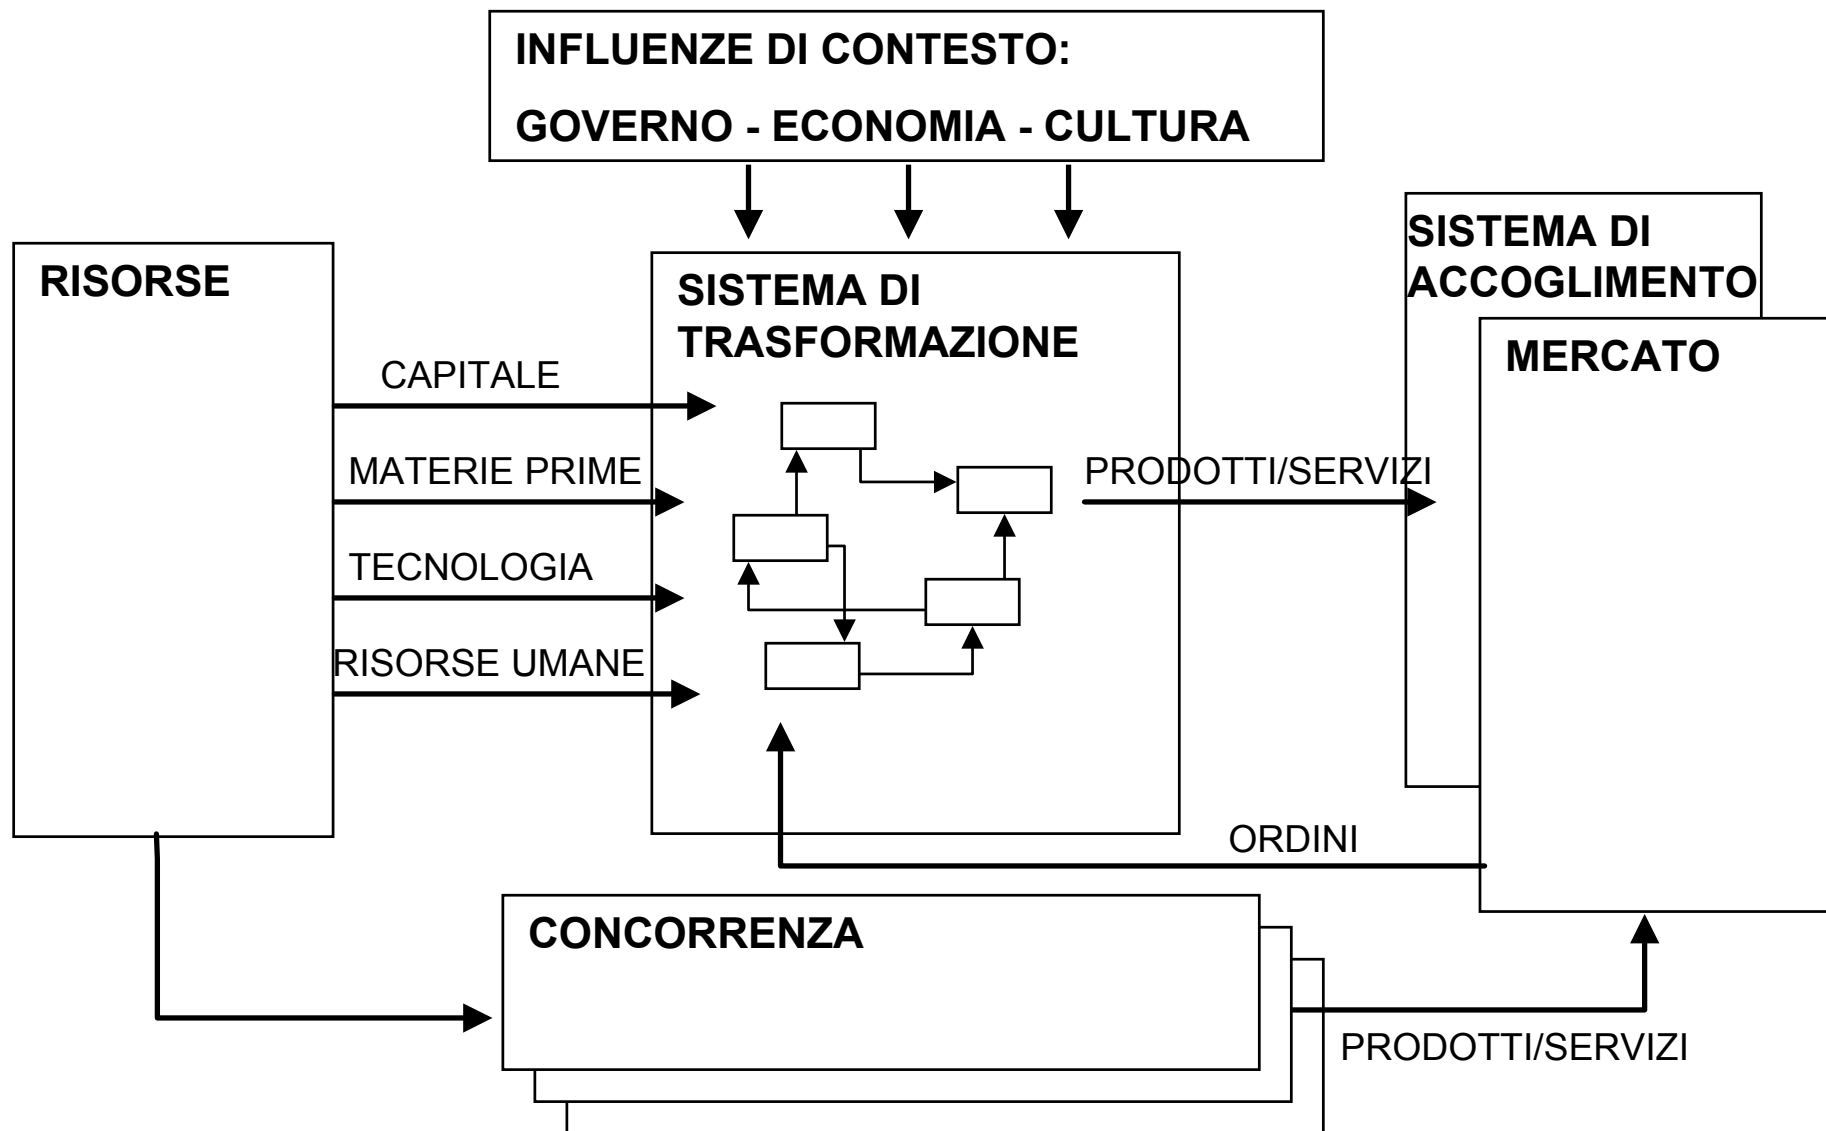 INFLUENZE DI CONTESTO:
GOVERNO - ECONOMIA - CULTURA
RISORSE
SISTEMA DI
TRASFORMAZIONE
SISTEMA DI
ACCOGLIMENTO
MERCATO
CAPITALE
MATERIE PRIME
TECNOLOGIA
RISORSE UMANE
PRODOTTI/SERVIZI
ORDINI
CONCORRENZA
PRODOTTI/SERVIZI